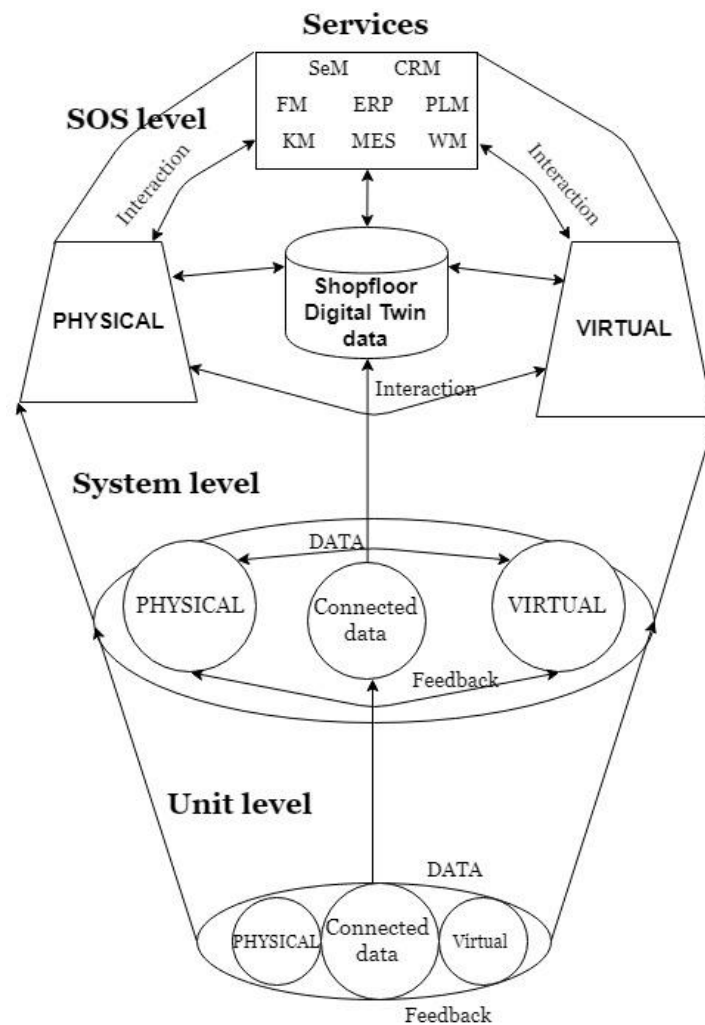 Services
SeM CRM
FM ERP PLM
KM MES WM
SOS level
Interaction
Interaction
PHYSICAL
Shopfloor
Digital Twin
data
VIRTUAL
Interaction
System level
DATA
PHYSICAL
Connected
data
VIRTUAL
Feedback
Unit level
DATA
PHYSICAL
Connected
data
Virtual
Feedback